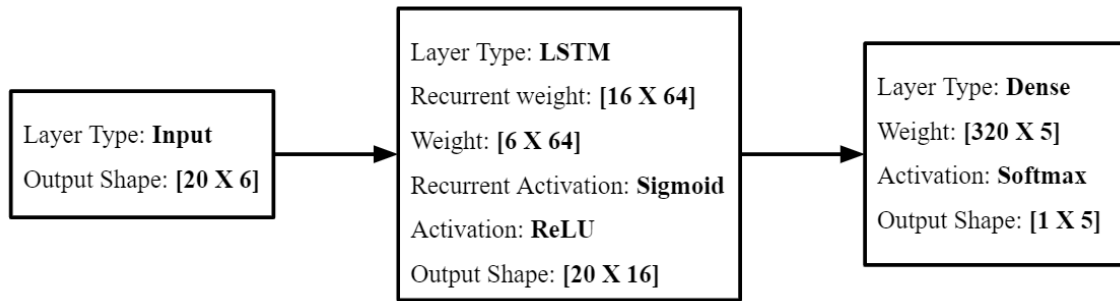 Layer Type: Input
Output Shape: [20 X 6]
Layer Type: LSTM
Recurrent weight: [16 X 64]
Weight: [6 X 64]
Recurrent Activation: Sigmoid
Activation: ReLU
Output Shape: [20 X 16]
Layer Type: Dense
Weight: [320 X 5]
Activation: Softmax
Output Shape: [1 X 5]